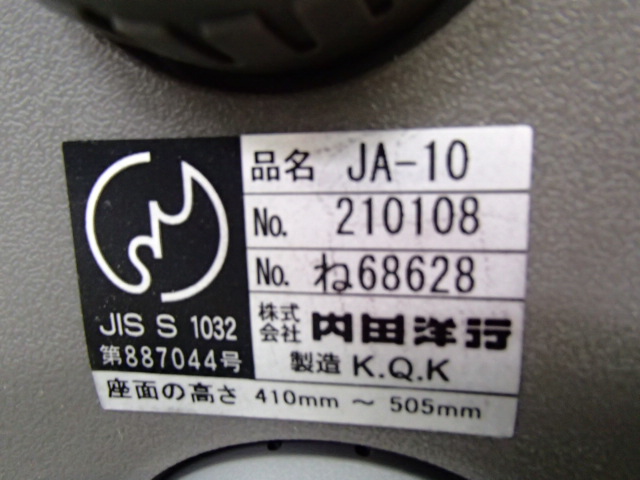 品名 JA-10
No. 210108
No. ね68628
JIS S 1032
第887044号
株式会社 内田洋行
製造 K.Q.K
座面の高さ 410mm ～ 505mm